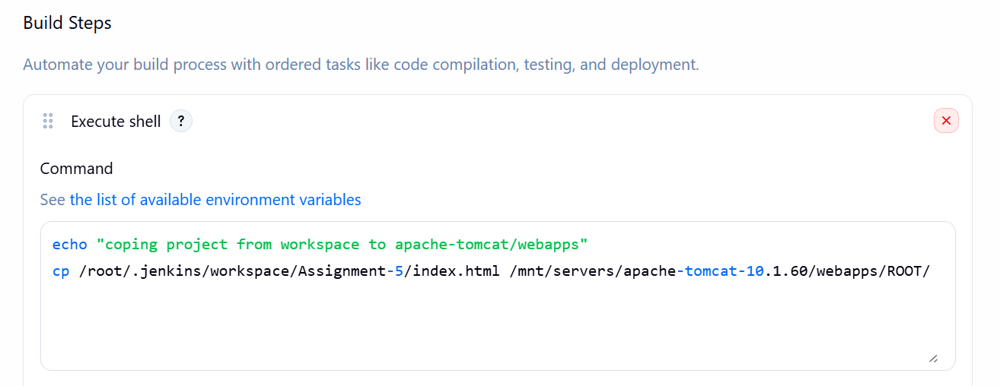 Build Steps
Automate your build process with ordered tasks like code compilation, testing, and deployment.
Execute shell ?
Command
See the list of available environment variables
echo "coping project from workspace to apache-tomcat/webapps"
cp /root/.jenkins/workspace/Assignment-5/index.html /mnt/servers/apache-tomcat-10.1.60/webapps/ROOT/